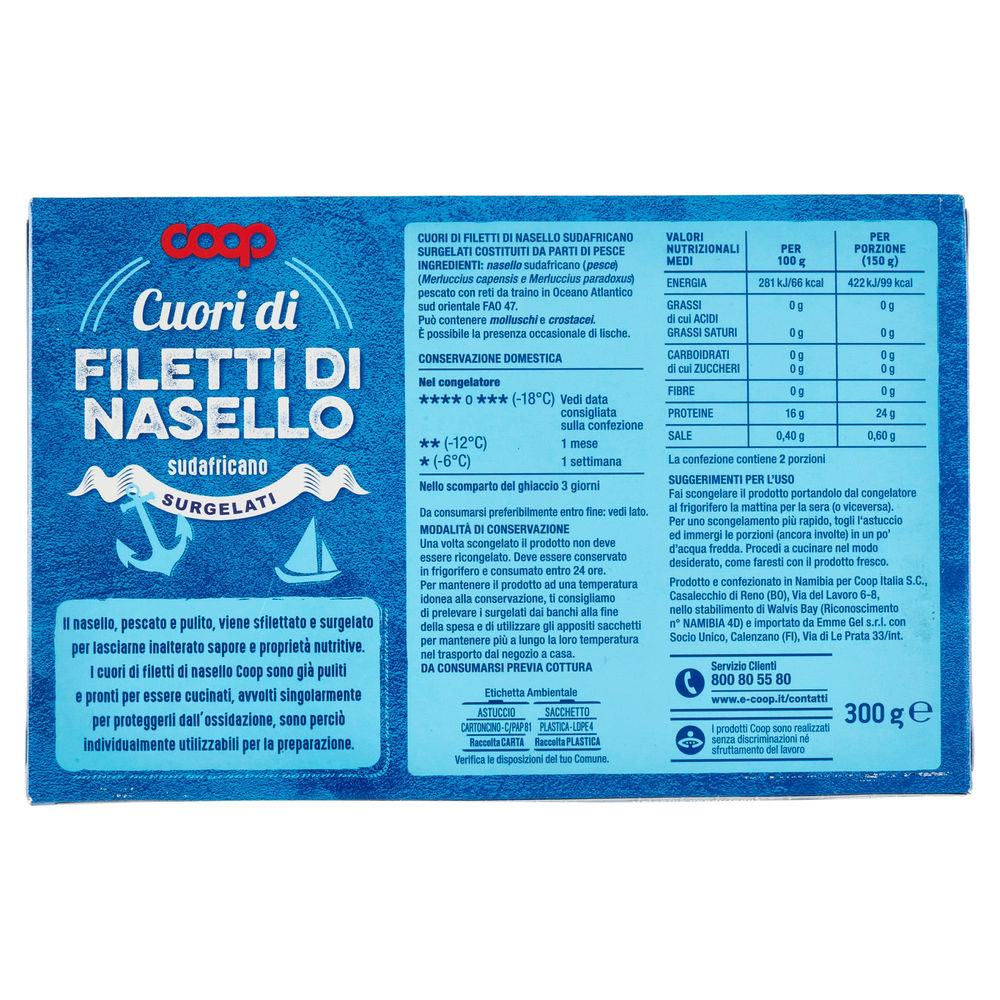 coop
Cuori di
FILETTI DI
NASELLO
sudafricano
SURGELATI
Il nasello, pescato e pulito, viene sfilettato e surgelato
per lasciarne inalterato sapore e proprietà nutritive.
I cuori di filetti di nasello Coop sono già puliti
e pronti per essere cucinati, avvolti singolarmente
per proteggerli dall'ossidazione, sono perciò
individualmente utilizzabili per la preparazione.
CUORI DI FILETTI DI NASELLO SUDAFRICANO
SURGELATI COSTITUITI DA PARTI DI PESCE
INGREDIENTI: nasello sudafricano (pesce)
(Merluccius capensis e Merluccius paradoxus)
pescato con reti da traino in Oceano Atlantico
sud orientale FAO 47.
Può contenere molluschi e crostacei.
È possibile la presenza occasionale di lische.
CONSERVAZIONE DOMESTICA
Nel congelatore
**** o *** (-18°C) Vedi data
consigliata
sulla confezione
** (-12°C) 1 mese
* (-6°C) 1 settimana
Nello scomparto del ghiaccio 3 giorni
Da consumarsi preferibilmente entro fine: vedi lato.
MODALITÀ DI CONSERVAZIONE
Una volta scongelato il prodotto non deve
essere ricongelato. Deve essere conservato
in frigorifero e consumato entro 24 ore.
Per mantenere il prodotto ad una temperatura
idonea alla conservazione, ti consigliamo
di prelevare i surgelati dai banchi alla fine
della spesa e di utilizzare gli appositi sacchetti
per mantenere più a lungo la loro temperatura
nel trasporto dal negozio a casa.
DA CONSUMARSI PREVIA COTTURA
Etichetta Ambientale
ASTUCCIO SACCHETTO
CARTONCINO-C/PAP 81 PLASTICA-LDPE4
Raccolta CARTA Raccolta PLASTICA
Verifica le disposizioni del tuo Comune.
VALORI
NUTRIZIONALI
MEDI
PER
100 g
PER
PORZIONE
(150 g)
ENERGIA 281 kJ/66 kcal 422 kJ/99 kcal
GRASSI 0 g 0 g
di cui ACIDI
GRASSI SATURI 0 g 0 g
CARBOIDRATI 0 g 0 g
di cui ZUCCHERI 0 g 0 g
FIBRE 0 g 0 g
PROTEINE 16 g 24 g
SALE 0,40 g 0,60 g
La confezione contiene 2 porzioni
SUGGERIMENTI PER L'USO
Fai scongelare il prodotto portandolo dal congelatore
al frigorifero la mattina per la sera (o viceversa).
Per uno scongelamento più rapido, togli l'astuccio
ed immergi le porzioni (ancora involte) in un po'
d'acqua fredda. Procedi a cucinare nel modo
desiderato, come faresti con il prodotto fresco.
Prodotto e confezionato in Namibia per Coop Italia S.C.,
Casalecchio di Reno (BO), Via del Lavoro 6-8,
nello stabilimento di Walvis Bay (Riconoscimento
n° NAMIBIA 4D) e importato da Emme Gel s.r.l. con
Socio Unico, Calenzano (FI), Via di Le Prata 33/int.
Servizio Clienti
800 80 55 80
www.e-coop.it/contatti
I prodotti Coop sono realizzati
senza discriminazioni né
sfruttamento del lavoro
300 g ℮